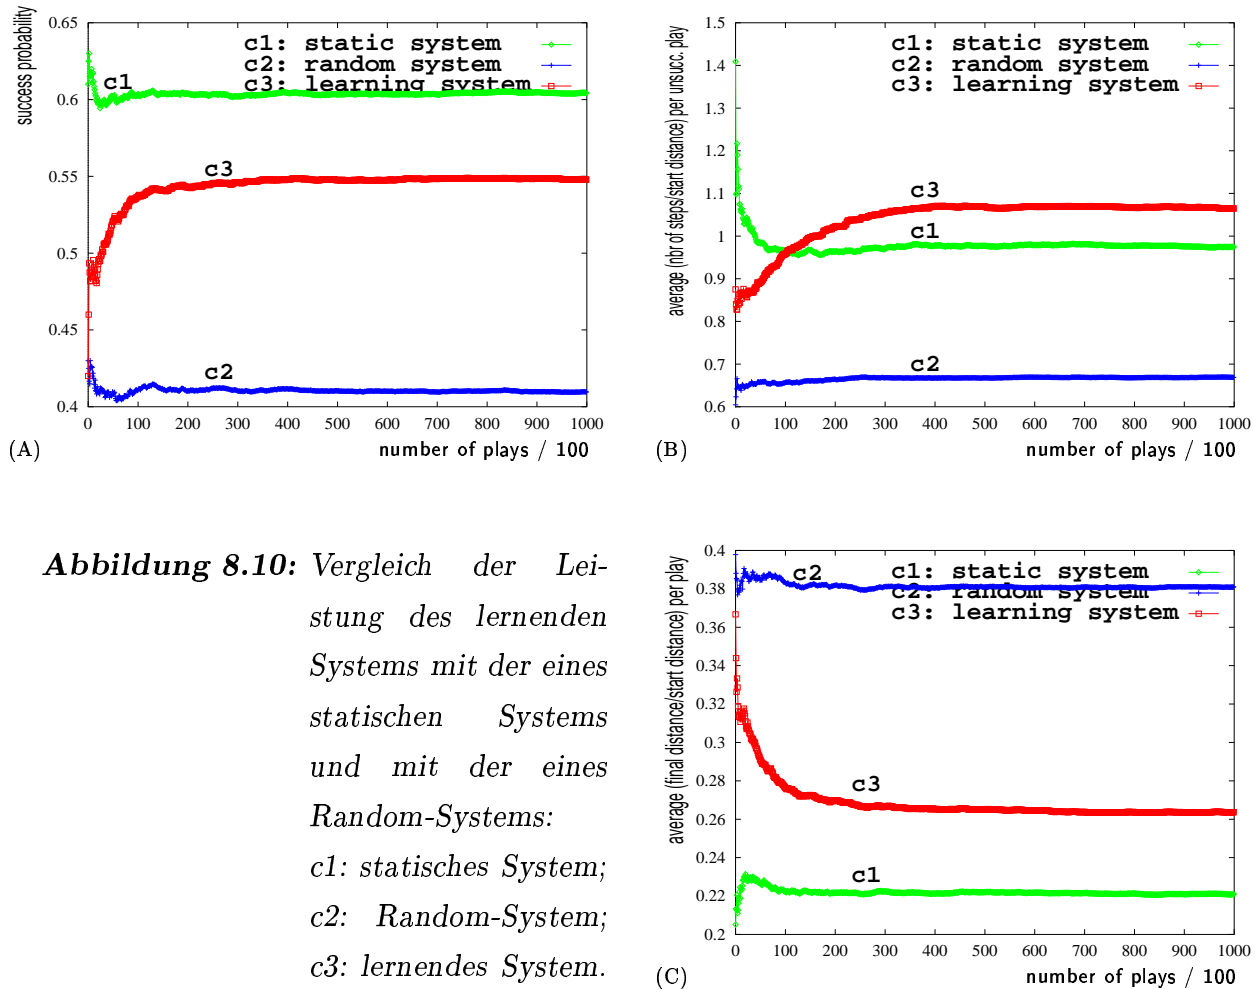 success probability
0.65
0.6
0.55
0.5
0.45
0.4
c1: static system
c2: random system
c3: learning system
c1
c3
c2
0 100 200 300 400 500 600 700 800 900 1000
number of plays / 100
(A)
average (nbr of steps/start distance) per unsucc. play
1.5
1.4
1.3
1.2
1.1
1
0.9
0.8
0.7
0.6
c1: static system
c2: random system
c3: learning system
c3
c1
c2
0 100 200 300 400 500 600 700 800 900 1000
number of plays / 100
(B)
Abbildung 8.10: Vergleich der Lei-
stung des lernenden
Systems mit der eines
statischen Systems
und mit der eines
Random-Systems:
c1: statisches System;
c2: Random-System;
c3: lernendes System.
average (final distance/start distance) per play
0.4
0.38
0.36
0.34
0.32
0.3
0.28
0.26
0.24
0.22
0.2
c1: static system
c2: random system
c3: learning system
c2
c3
c1
0 100 200 300 400 500 600 700 800 900 1000
number of plays / 100
(C)